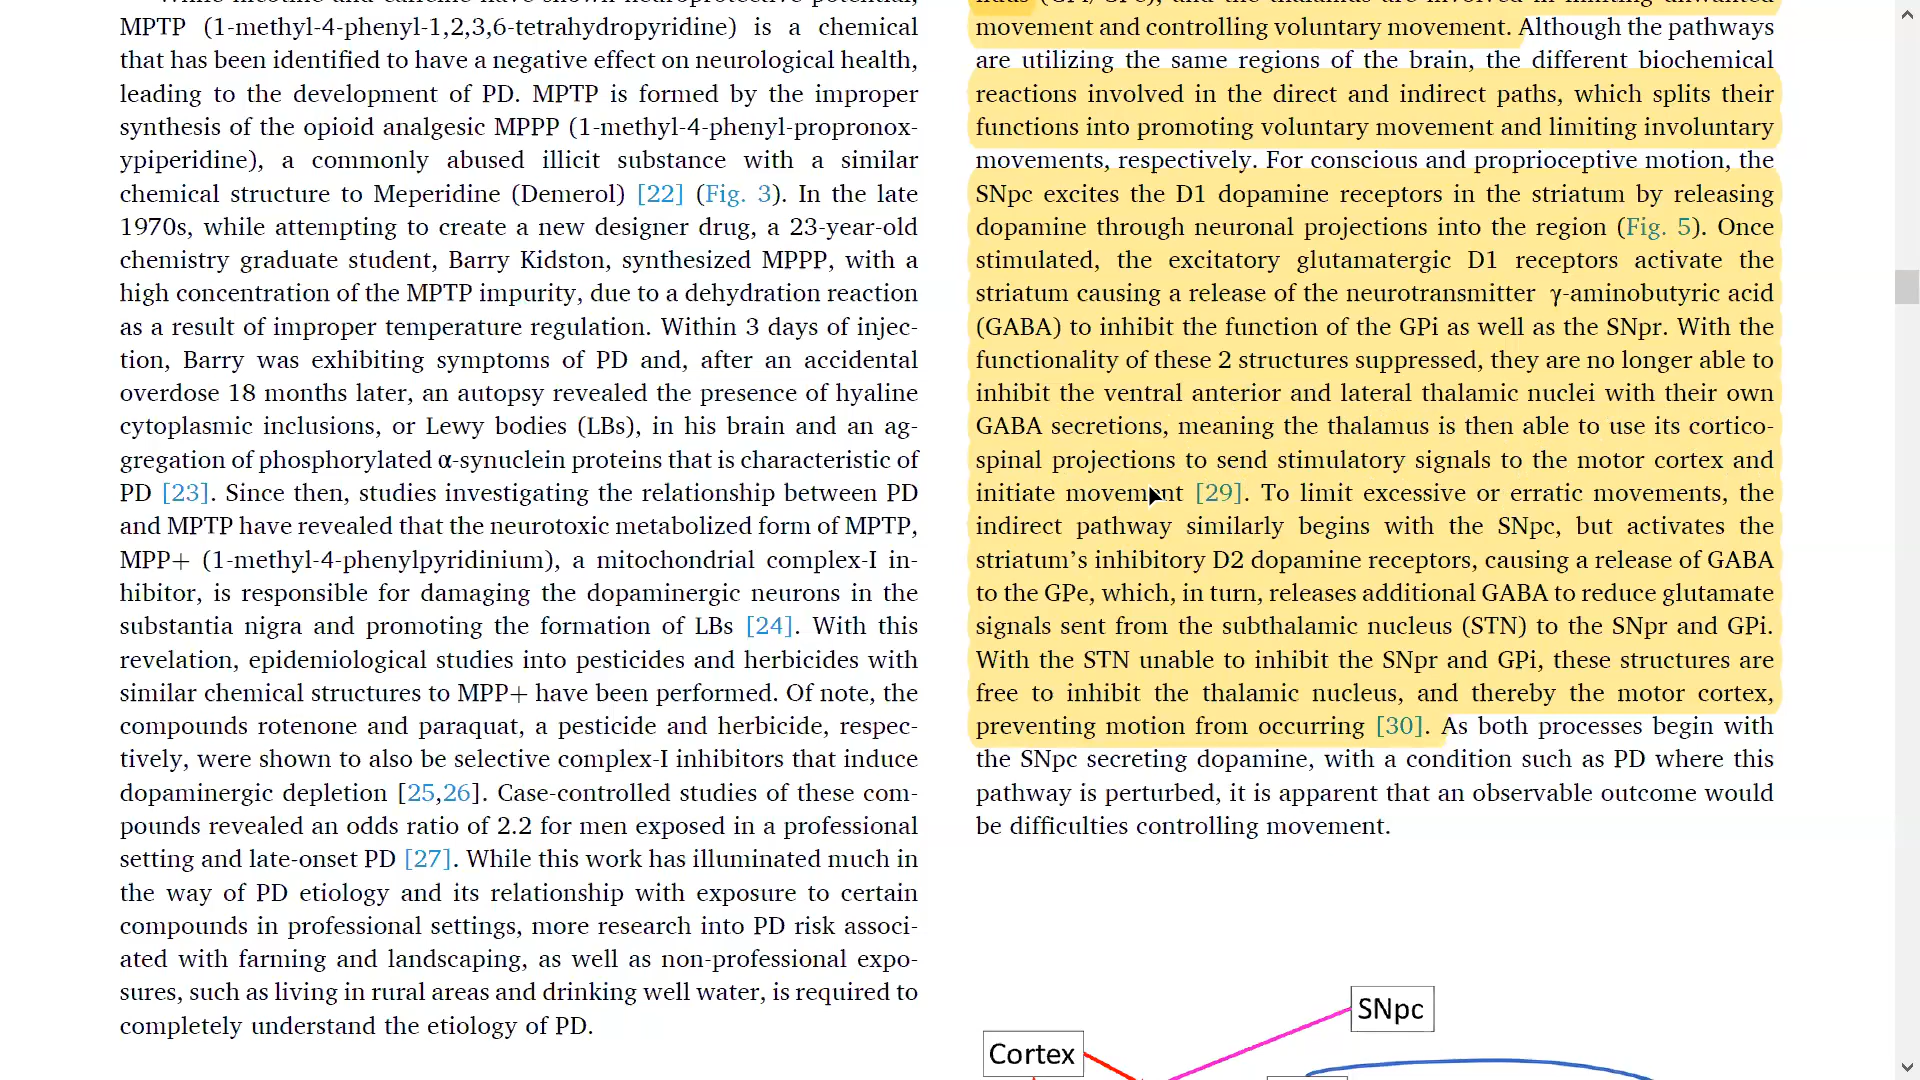 MPTP (1-methyl-4-phenyl-1,2,3,6-tetrahydropyridine) is a chemical
that has been identified to have a negative effect on neurological health,
leading to the development of PD. MPTP is formed by the improper
synthesis of the opioid analgesic MPPP (1-methyl-4-phenyl-propronox-
ypiperidine), a commonly abused illicit substance with a similar
chemical structure to Meperidine (Demerol) [22] (Fig. 3). In the late
1970s, while attempting to create a new designer drug, a 23-year-old
chemistry graduate student, Barry Kidston, synthesized MPPP, with a
high concentration of the MPTP impurity, due to a dehydration reaction
as a result of improper temperature regulation. Within 3 days of injec-
tion, Barry was exhibiting symptoms of PD and, after an accidental
overdose 18 months later, an autopsy revealed the presence of hyaline
cytoplasmic inclusions, or Lewy bodies (LBs), in his brain and an ag-
gregation of phosphorylated α-synuclein proteins that is characteristic of
PD [23]. Since then, studies investigating the relationship between PD
and MPTP have revealed that the neurotoxic metabolized form of MPTP,
MPP+ (1-methyl-4-phenylpyridinium), a mitochondrial complex-I in-
hibitor, is responsible for damaging the dopaminergic neurons in the
substantia nigra and promoting the formation of LBs [24]. With this
revelation, epidemiological studies into pesticides and herbicides with
similar chemical structures to MPP+ have been performed. Of note, the
compounds rotenone and paraquat, a pesticide and herbicide, respec-
tively, were shown to also be selective complex-I inhibitors that induce
dopaminergic depletion [25,26]. Case-controlled studies of these com-
pounds revealed an odds ratio of 2.2 for men exposed in a professional
setting and late-onset PD [27]. While this work has illuminated much in
the way of PD etiology and its relationship with exposure to certain
compounds in professional settings, more research into PD risk associ-
ated with farming and landscaping, as well as non-professional expo-
sures, such as living in rural areas and drinking well water, is required to
completely understand the etiology of PD.
movement and controlling voluntary movement. Although the pathways
are utilizing the same regions of the brain, the different biochemical
reactions involved in the direct and indirect paths, which splits their
functions into promoting voluntary movement and limiting involuntary
movements, respectively. For conscious and proprioceptive motion, the
SNpc excites the D1 dopamine receptors in the striatum by releasing
dopamine through neuronal projections into the region (Fig. 5). Once
stimulated, the excitatory glutamatergic D1 receptors activate the
striatum causing a release of the neurotransmitter γ-aminobutyric acid
(GABA) to inhibit the function of the GPi as well as the SNpr. With the
functionality of these 2 structures suppressed, they are no longer able to
inhibit the ventral anterior and lateral thalamic nuclei with their own
GABA secretions, meaning the thalamus is then able to use its cortico-
spinal projections to send stimulatory signals to the motor cortex and
initiate movement [29]. To limit excessive or erratic movements, the
indirect pathway similarly begins with the SNpc, but activates the
striatum's inhibitory D2 dopamine receptors, causing a release of GABA
to the GPe, which, in turn, releases additional GABA to reduce glutamate
signals sent from the subthalamic nucleus (STN) to the SNpr and GPi.
With the STN unable to inhibit the SNpr and GPi, these structures are
free to inhibit the thalamic nucleus, and thereby the motor cortex,
preventing motion from occurring [30]. As both processes begin with
the SNpc secreting dopamine, with a condition such as PD where this
pathway is perturbed, it is apparent that an observable outcome would
be difficulties controlling movement.
SNpc
Cortex